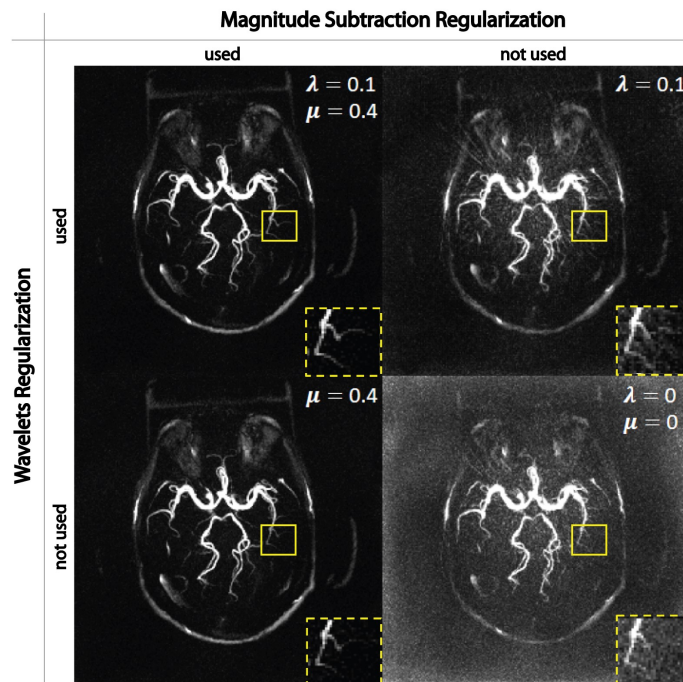 Magnitude Subtraction Regularization
used
not used
Wavelets Regularization
used
not used
λ = 0.1
μ = 0.4
λ = 0.1
μ = 0.4
λ = 0
μ = 0